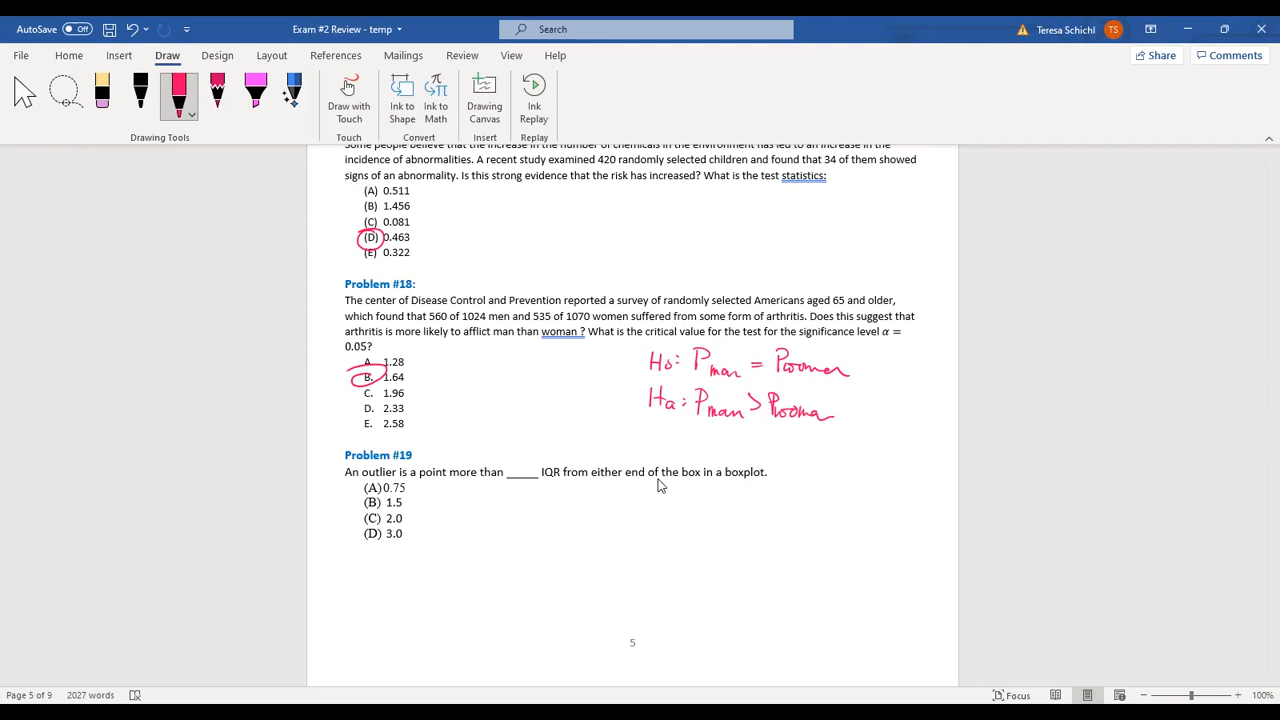 AutoSave Off
Exam #2 Review - temp
Search
Teresa Schichl TS
File Home Insert Draw Design Layout References Mailings Review View Help
Share Comments
Draw with Touch
Ink to Shape
Ink to Math
Drawing Canvas
Ink Replay
Drawing Tools Touch Convert Insert Replay
Some people believe that the increase in the number of chemicals in the environment has led to an increase in the
incidence of abnormalities. A recent study examined 420 randomly selected children and found that 34 of them showed
signs of an abnormality. Is this strong evidence that the risk has increased? What is the test statistics:
(A) 0.511
(B) 1.456
(C) 0.081
(D) 0.463
(E) 0.322
Problem #18:
The center of Disease Control and Prevention reported a survey of randomly selected Americans aged 65 and older,
which found that 560 of 1024 men and 535 of 1070 women suffered from some form of arthritis. Does this suggest that
arthritis is more likely to afflict man than woman ? What is the critical value for the test for the significance level α =
0.05?
A. 1.28
B. 1.64
C. 1.96
D. 2.33
E. 2.58
Ho: Pman = Pwomen
Ha: Pman > Pwoman
Problem #19
An outlier is a point more than _____ IQR from either end of the box in a boxplot.
(A) 0.75
(B) 1.5
(C) 2.0
(D) 3.0
5
Page 5 of 9 2027 words Focus 100%